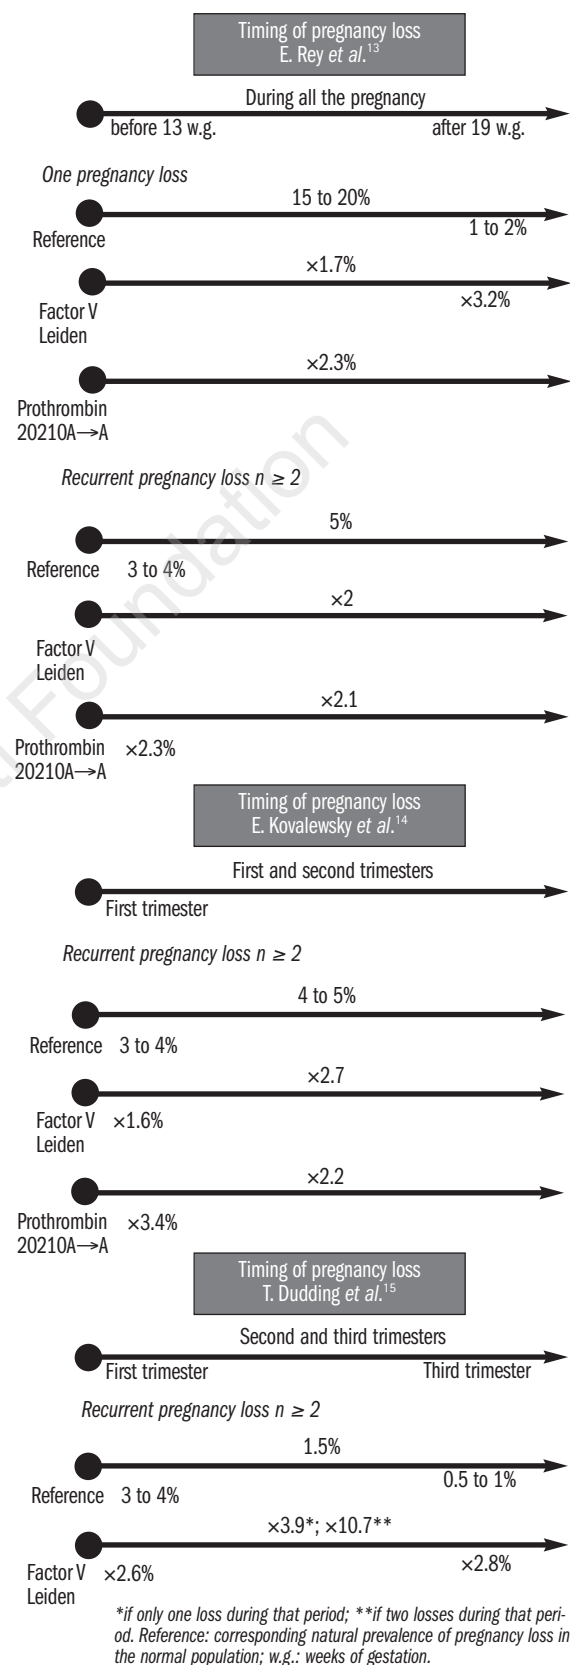 Timing of pregnancy loss
E. Rey et al.13
During all the pregnancy
before 13 w.g. after 19 w.g.
One pregnancy loss
15 to 20%
Reference 1 to 2%
×1.7%
Factor V ×3.2%
Leiden
×2.3%
Prothrombin
20210A→A
Recurrent pregnancy loss n ≥ 2
5%
Reference 3 to 4%
×2
Factor V
Leiden
×2.1
Prothrombin ×2.3%
20210A→A
Timing of pregnancy loss
E. Kovalewsky et al.14
First and second trimesters
First trimester
Recurrent pregnancy loss n ≥ 2
4 to 5%
Reference 3 to 4%
×2.7
Factor V ×1.6%
Leiden
×2.2
Prothrombin ×3.4%
20210A→A
Timing of pregnancy loss
T. Dudding et al.15
Second and third trimesters
First trimester Third trimester
Recurrent pregnancy loss n ≥ 2
1.5%
Reference 3 to 4% 0.5 to 1%
×3.9*; ×10.7**
Factor V ×2.6% ×2.8%
Leiden
*if only one loss during that period; **if two losses during that peri-
od. Reference: corresponding natural prevalence of pregnancy loss in
the normal population; w.g.: weeks of gestation.
Foundation